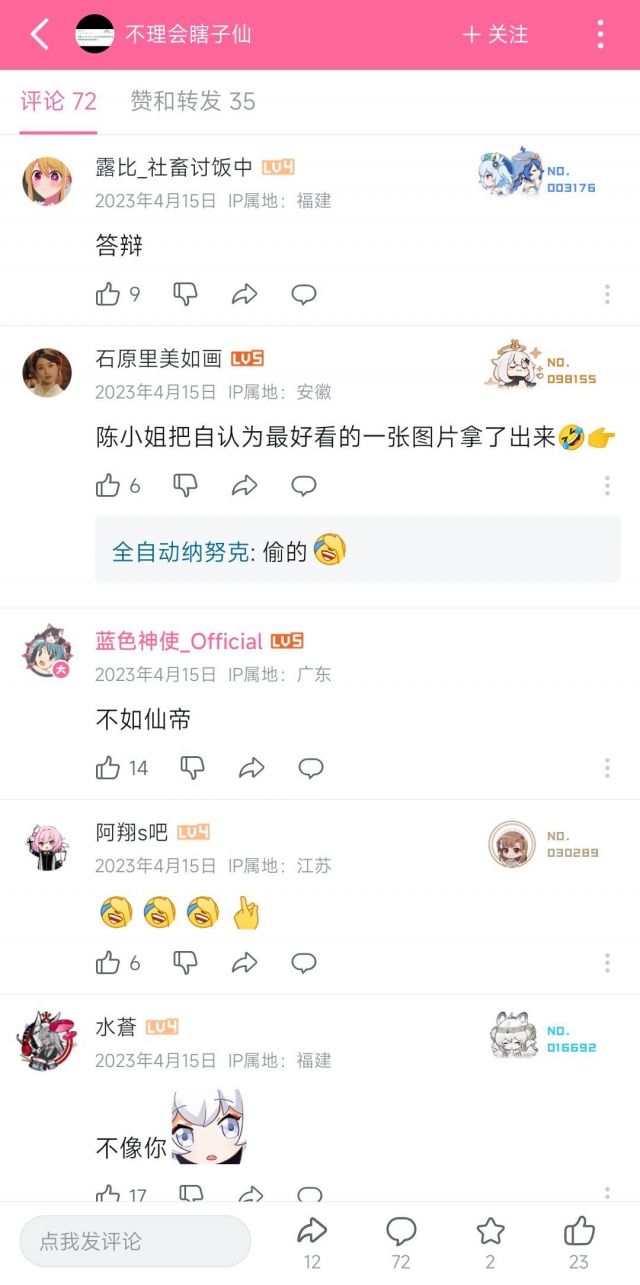 不理会瞎子仙
+ 关注
评论 72
赞和转发 35
露比_社畜讨饭中 LV4
NO.
003176
2023年4月15日 IP属地：福建
答辩
9
石原里美如画 LV5
NO.
098155
2023年4月15日 IP属地：安徽
陈小姐把自认为最好看的一张图片拿了出来🤣👉
6
全自动纳努克: 偷的
蓝色神使_Official LV5
大
2023年4月15日 IP属地：广东
不如仙帝
14
阿翔s吧 LV4
NO.
030289
2023年4月15日 IP属地：江苏
6
水蒼 LV4
NO.
016692
2023年4月15日 IP属地：福建
不像你
17
点我发评论
12
72
2
23